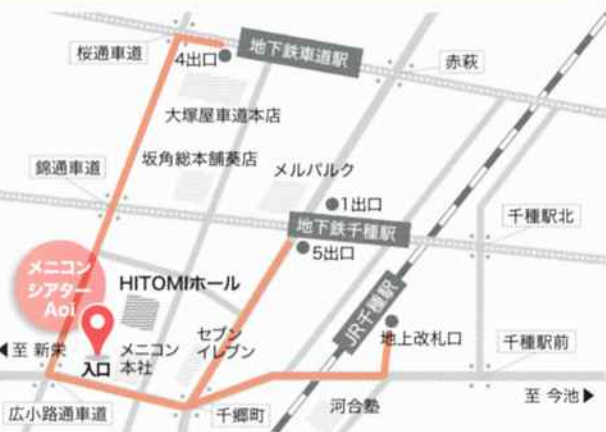 桜通車道
4出口
地下鉄車道駅
赤萩
大塚屋車道本店
坂角総本舗葵店
錦通車道
メルパルク
1出口
地下鉄千種駅
5出口
千種駅北
メニコン
シアター
Aoi
HITOMIホール
JR千種駅
地上改札口
セブン
イレブン
至 新栄
入口
メニコン
本社
千種駅前
広小路通車道
千郷町
河合塾
至 今池